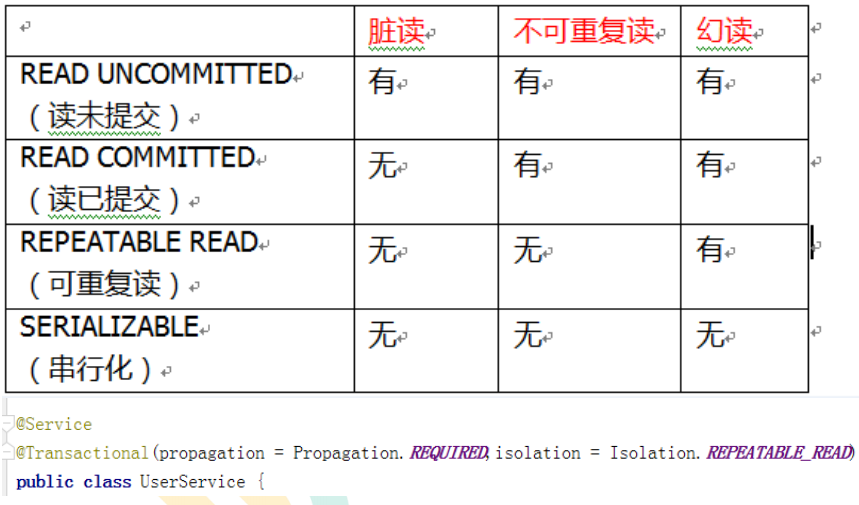 脏读 不可重复读 幻读
READ UNCOMMITTED 有 有 有
（读未提交）
READ COMMITTED 无 有 有
（读已提交）
REPEATABLE READ 无 无 有
（可重复读）
SERIALIZABLE 无 无 无
（串行化）
@Service
@Transactional(propagation = Propagation.REQUIRED,isolation = Isolation.REPEATABLE_READ)
public class UserService {